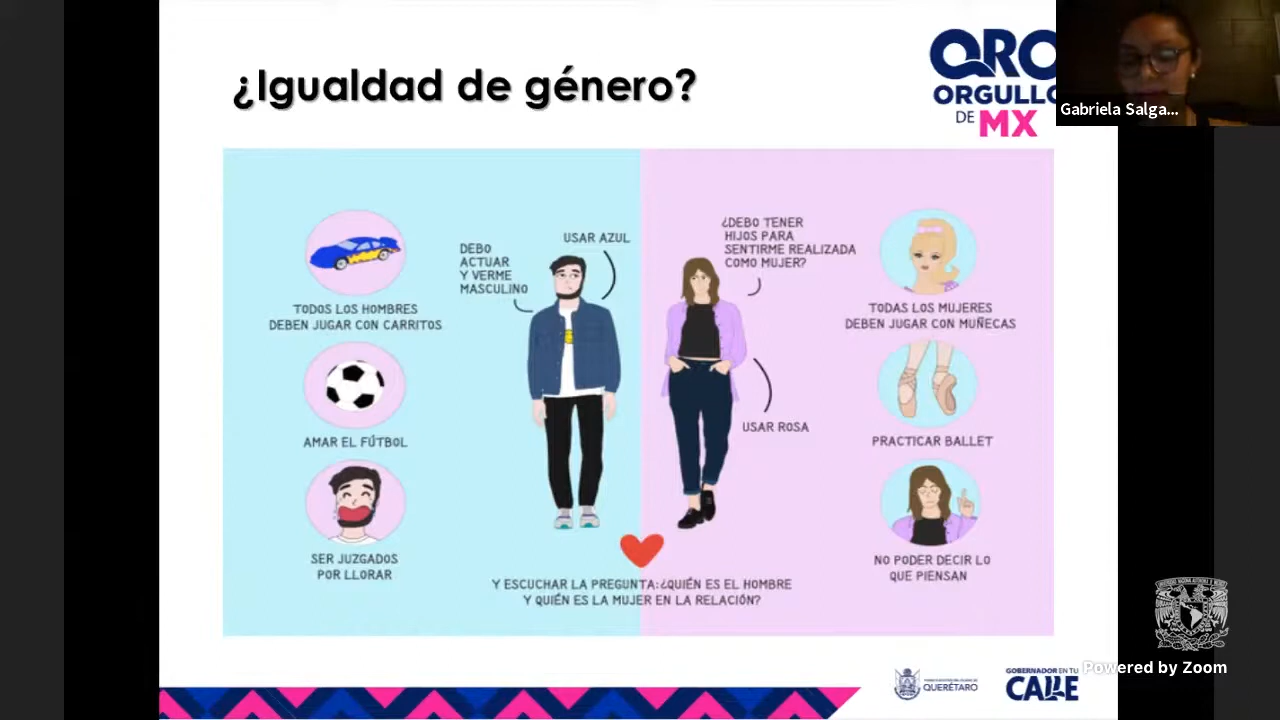 ¿Igualdad de género?
QRO
ORGULLO
DE MX
Gabriela Salga...
DEBO
ACTUAR
Y VERME
MASCULINO
USAR AZUL
¿DEBO TENER
HIJOS PARA
SENTIRME REALIZADA
COMO MUJER?
TODOS LOS HOMBRES
DEBEN JUGAR CON CARRITOS
TODAS LAS MUJERES
DEBEN JUGAR CON MUÑECAS
USAR ROSA
AMAR EL FÚTBOL
PRACTICAR BALLET
SER JUZGADOS
POR LLORAR
NO PODER DECIR LO
QUE PIENSAN
Y ESCUCHAR LA PREGUNTA:¿QUIÉN ES EL HOMBRE
Y QUIÉN ES LA MUJER EN LA RELACIÓN?
QUERÉTARO
GOBERNADOR EN TU
CALLE
Powered by Zoom